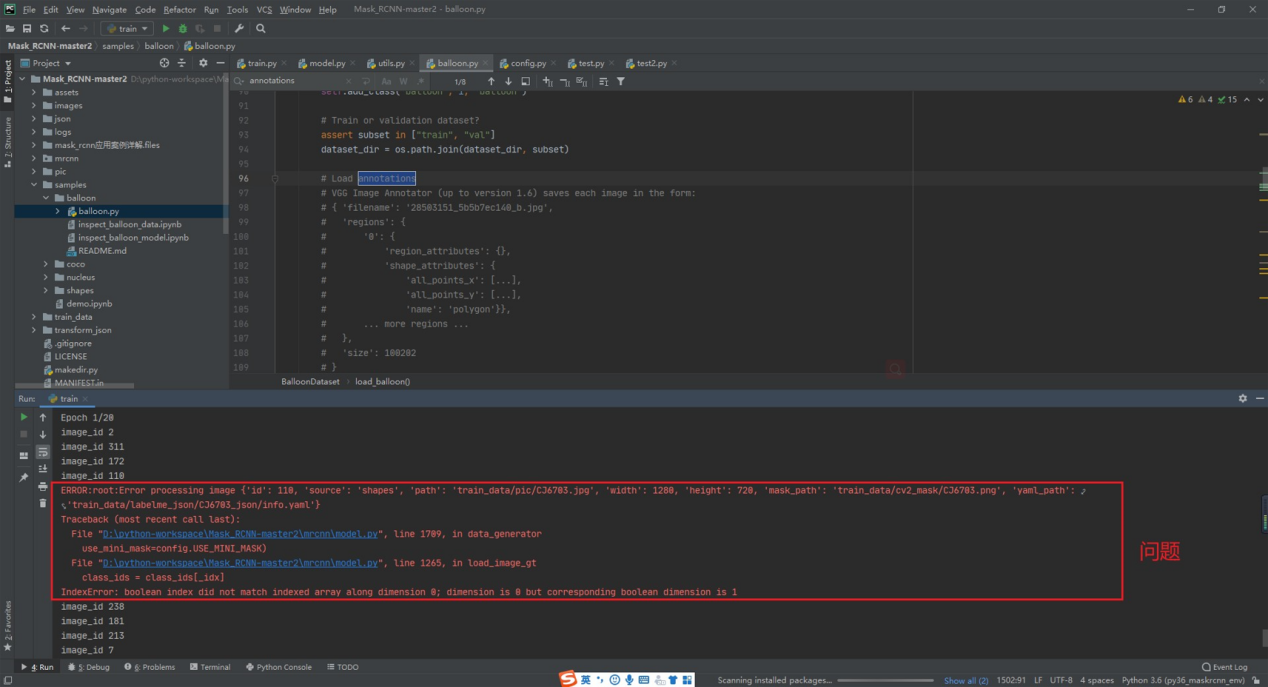 File Edit View Navigate Code Refactor Run Tools VCS Window Help Mask_RCNN-master2 - balloon.py
train
Mask_RCNN-master2 samples balloon balloon.py
Project
train.py model.py utils.py balloon.py config.py test.py test2.py
annotations
Aa W .* 1/8
6 4 15
1: Project
Z: Structure
2: Favorites
Mask_RCNN-master2 D:\python-workspace\Ma
assets
images
json
logs
mask_rcnn应用案例详解.files
mrcnn
pic
samples
balloon
balloon.py
inspect_balloon_data.ipynb
inspect_balloon_model.ipynb
README.md
coco
nucleus
shapes
demo.ipynb
train_data
transform_json
.gitignore
LICENSE
makedir.py
MANIFEST.in
90 self.add_class("balloon", 1, "balloon")
91
92 # Train or validation dataset?
93 assert subset in ["train", "val"]
94 dataset_dir = os.path.join(dataset_dir, subset)
95
96 # Load annotations
97 # VGG Image Annotator (up to version 1.6) saves each image in the form:
98 # { 'filename': '28503151_5b5b7ec140_b.jpg',
99 #   'regions': {
100 #       '0': {
101 #           'region_attributes': {},
102 #           'shape_attributes': {
103 #               'all_points_x': [...],
104 #               'all_points_y': [...],
105 #               'name': 'polygon'}},
106 #       ... more regions ...
107 #   },
108 #   'size': 100202
109 # }
BalloonDataset load_balloon()
Run: train
Epoch 1/20
image_id 2
image_id 311
image_id 172
image_id 110
ERROR:root:Error processing image {'id': 110, 'source': 'shapes', 'path': 'train_data/pic/CJ6703.jpg', 'width': 1280, 'height': 720, 'mask_path': 'train_data/cv2_mask/CJ6703.png', 'yaml_path':
'train_data/labelme_json/CJ6703_json/info.yaml'}
Traceback (most recent call last):
File "D:\python-workspace\Mask_RCNN-master2\mrcnn\model.py", line 1709, in data_generator
use_mini_mask=config.USE_MINI_MASK)
File "D:\python-workspace\Mask_RCNN-master2\mrcnn\model.py", line 1265, in load_image_gt
class_ids = class_ids[_idx]
IndexError: boolean index did not match indexed array along dimension 0; dimension is 0 but corresponding boolean dimension is 1
问题
image_id 238
image_id 181
image_id 213
image_id 7
4: Run 5: Debug 6: Problems Terminal Python Console TODO Event Log
英
Scanning installed packages... Show all (2) 1502:91 LF UTF-8 4 spaces Python 3.6 (py36_maskrcnn_env)